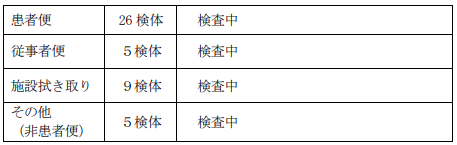 患者便 26 検体 検査中
従事者便 5検体 検査中
施設拭き取り 9検体 検査中
その他
（非患者便） 5検体 検査中